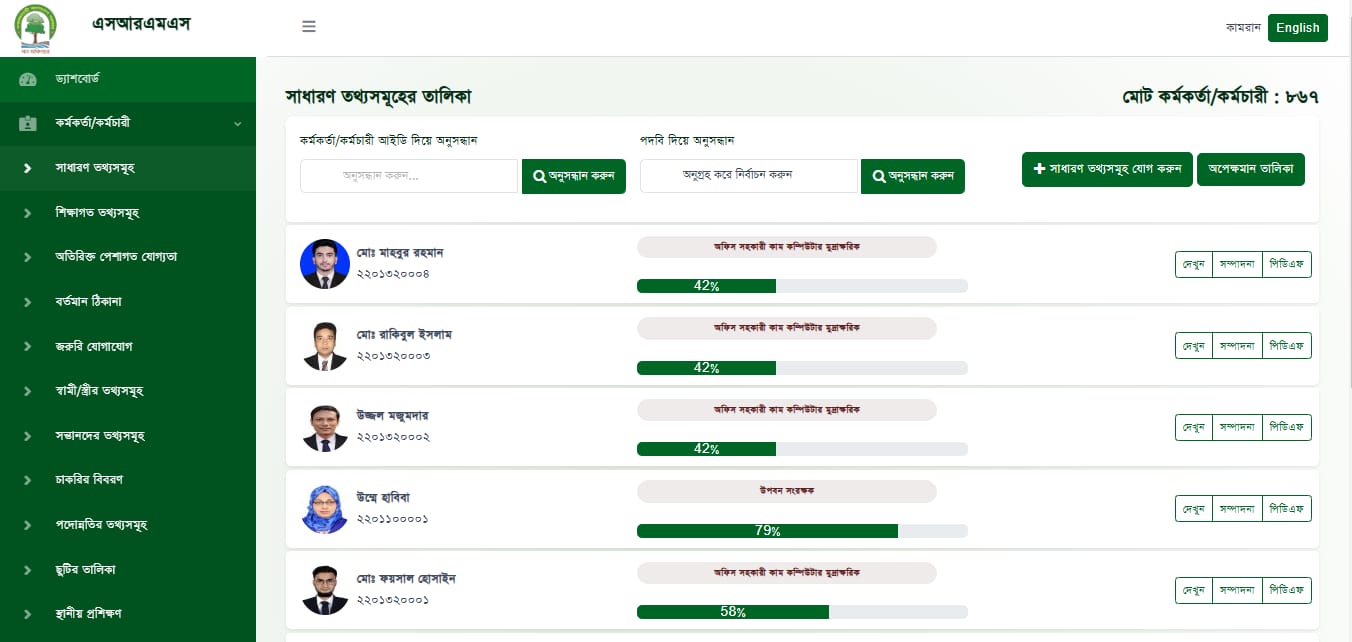 এসআরএমএস
কামরান English
ড্যাশবোর্ড
কর্মকর্তা/কর্মচারী
সাধারণ তথ্যসমূহ
শিক্ষাগত তথ্যসমূহ
অতিরিক্ত পেশাগত যোগ্যতা
বর্তমান ঠিকানা
জরুরি যোগাযোগ
স্বামী/স্ত্রীর তথ্যসমূহ
সন্তানদের তথ্যসমূহ
চাকরির বিবরণ
পদোন্নতির তথ্যসমূহ
ছুটির তালিকা
স্থানীয় প্রশিক্ষণ
সাধারণ তথ্যসমূহের তালিকা
মোট কর্মকর্তা/কর্মচারী : ৮৬৭
কর্মকর্তা/কর্মচারী আইডি দিয়ে অনুসন্ধান
অনুসন্ধান করুন...
অনুসন্ধান করুন
পদবি দিয়ে অনুসন্ধান
অনুগ্রহ করে নির্বাচন করুন
অনুসন্ধান করুন
সাধারণ তথ্যসমূহ যোগ করুন
অপেক্ষমান তালিকা
মোঃ মাহবুর রহমান
২২০১৩২০০০৪
অফিস সহকারী কাম কম্পিউটার মুদ্রাক্ষরিক
42%
দেখুন সম্পাদনা পিডিএফ
মোঃ রাকিবুল ইসলাম
২২০১৩২০০০৩
অফিস সহকারী কাম কম্পিউটার মুদ্রাক্ষরিক
42%
দেখুন সম্পাদনা পিডিএফ
উজ্জল মজুমদার
২২০১৩২০০০২
অফিস সহকারী কাম কম্পিউটার মুদ্রাক্ষরিক
42%
দেখুন সম্পাদনা পিডিএফ
উম্মে হাবিবা
২২০১১০০০০১
উপবন সংরক্ষক
79%
দেখুন সম্পাদনা পিডিএফ
মোঃ ফয়সাল হোসাইন
২২০১৩২০০০১
অফিস সহকারী কাম কম্পিউটার মুদ্রাক্ষরিক
58%
দেখুন সম্পাদনা পিডিএফ